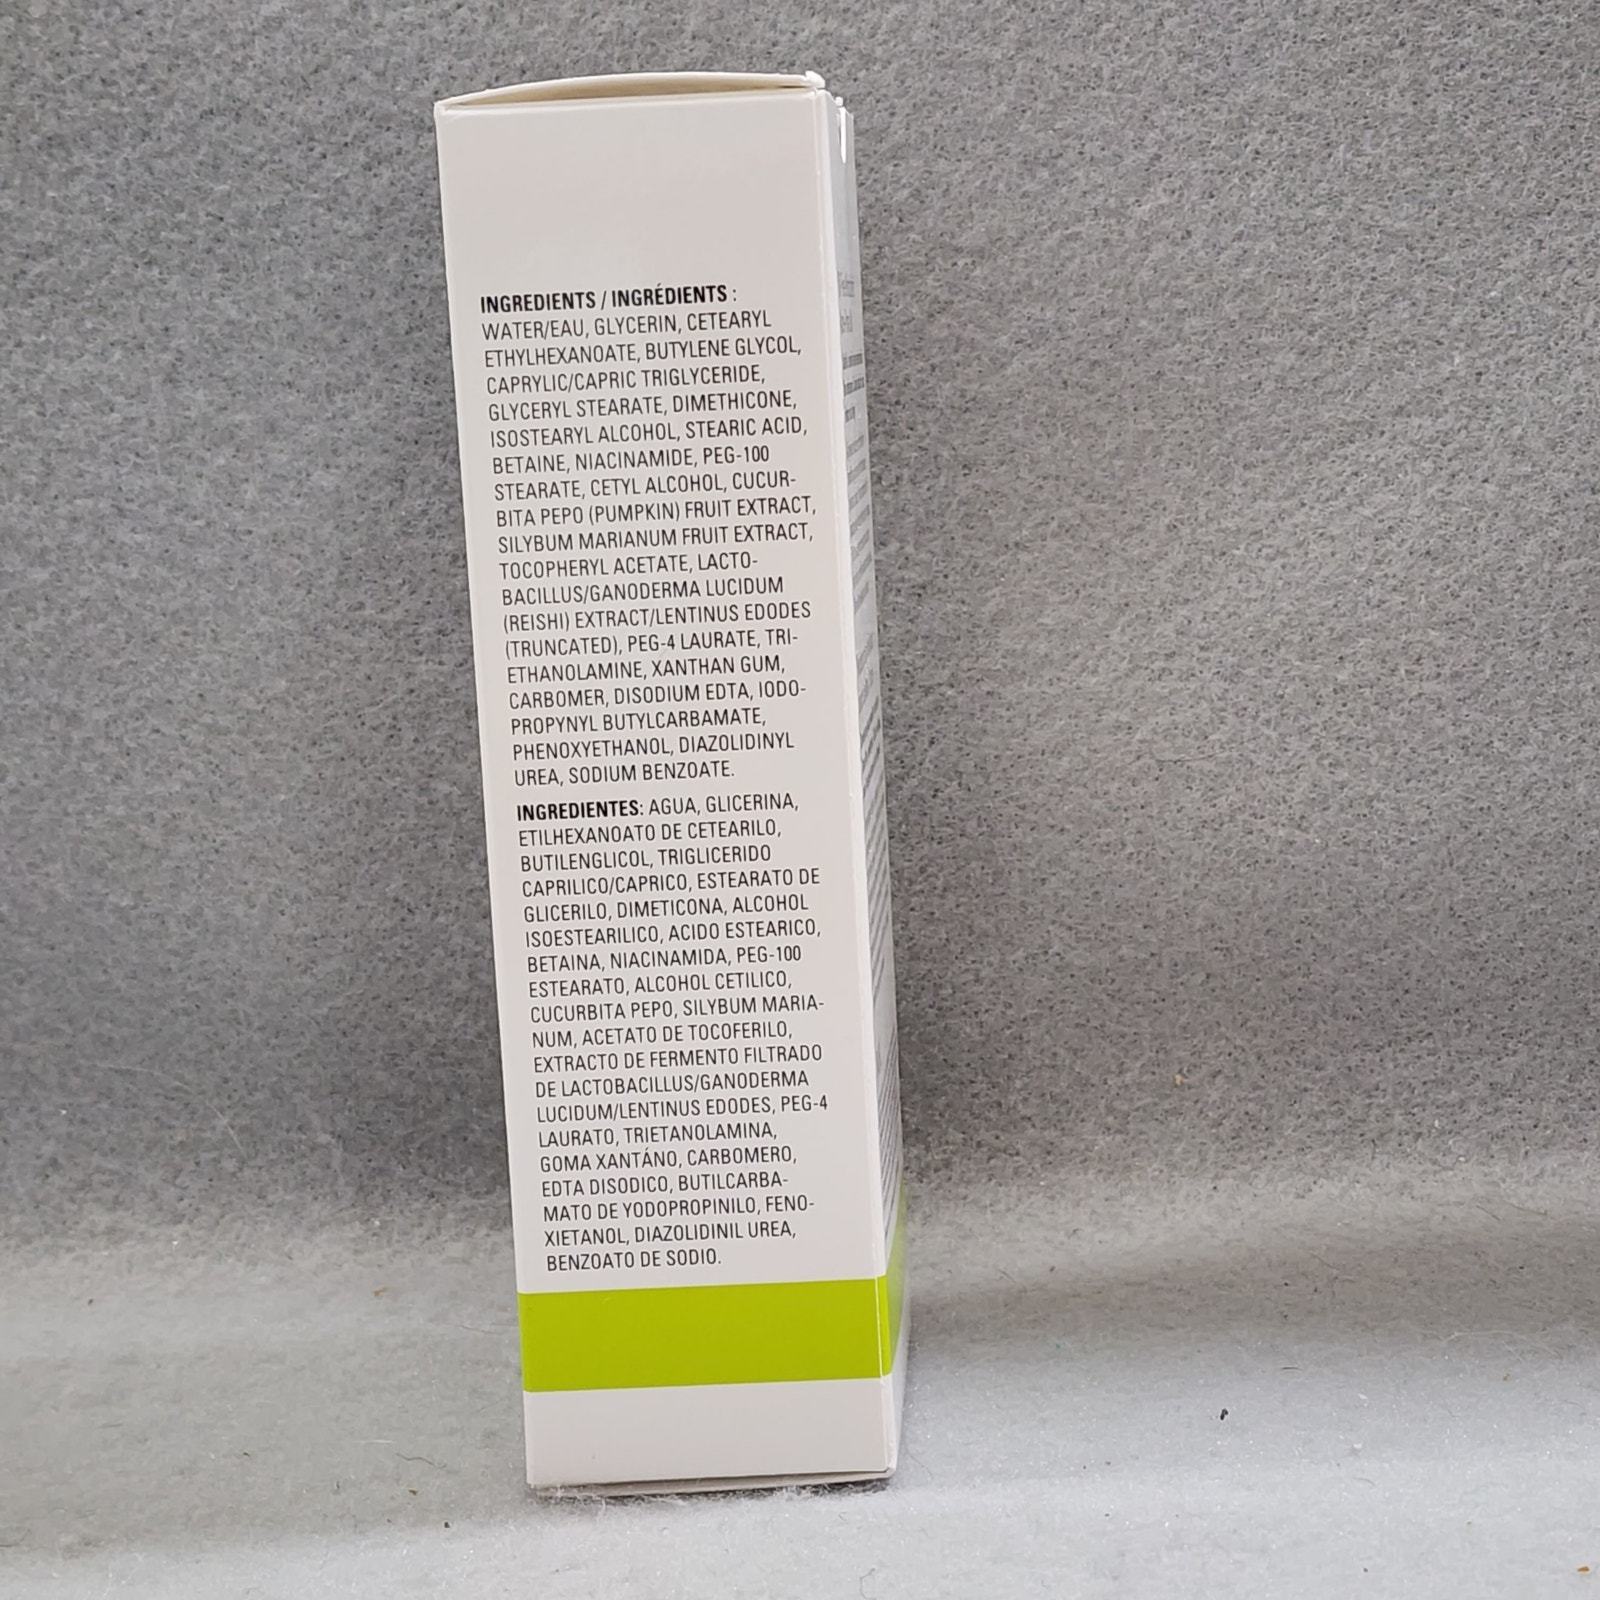 INGREDIENTS / INGRÉDIENTS :
WATER/EAU, GLYCERIN, CETEARYL
ETHYLHEXANOATE, BUTYLENE GLYCOL,
CAPRYLIC/CAPRIC TRIGLYCERIDE,
GLYCERYL STEARATE, DIMETHICONE,
ISOSTEARYL ALCOHOL, STEARIC ACID,
BETAINE, NIACINAMIDE, PEG-100
STEARATE, CETYL ALCOHOL, CUCUR-
BITA PEPO (PUMPKIN) FRUIT EXTRACT,
SILYBUM MARIANUM FRUIT EXTRACT,
TOCOPHERYL ACETATE, LACTO-
BACILLUS/GANODERMA LUCIDUM
(REISHI) EXTRACT/LENTINUS EDODES
(TRUNCATED), PEG-4 LAURATE, TRI-
ETHANOLAMINE, XANTHAN GUM,
CARBOMER, DISODIUM EDTA, IODO-
PROPYNYL BUTYLCARBAMATE,
PHENOXYETHANOL, DIAZOLIDINYL
UREA, SODIUM BENZOATE.
INGREDIENTES: AGUA, GLICERINA,
ETILHEXANOATO DE CETEARILO,
BUTILENGLICOL, TRIGLICERIDO
CAPRILICO/CAPRICO, ESTEARATO DE
GLICERILO, DIMETICONA, ALCOHOL
ISOESTEARILICO, ACIDO ESTEARICO,
BETAINA, NIACINAMIDA, PEG-100
ESTEARATO, ALCOHOL CETILICO,
CUCURBITA PEPO, SILYBUM MARIA-
NUM, ACETATO DE TOCOFERILO,
EXTRACTO DE FERMENTO FILTRADO
DE LACTOBACILLUS/GANODERMA
LUCIDUM/LENTINUS EDODES, PEG-4
LAURATO, TRIETANOLAMINA,
GOMA XANTÁNO, CARBOMERO,
EDTA DISODICO, BUTILCARBA-
MATO DE YODOPROPINILO, FENO-
XIETANOL, DIAZOLIDINIL UREA,
BENZOATO DE SODIO.